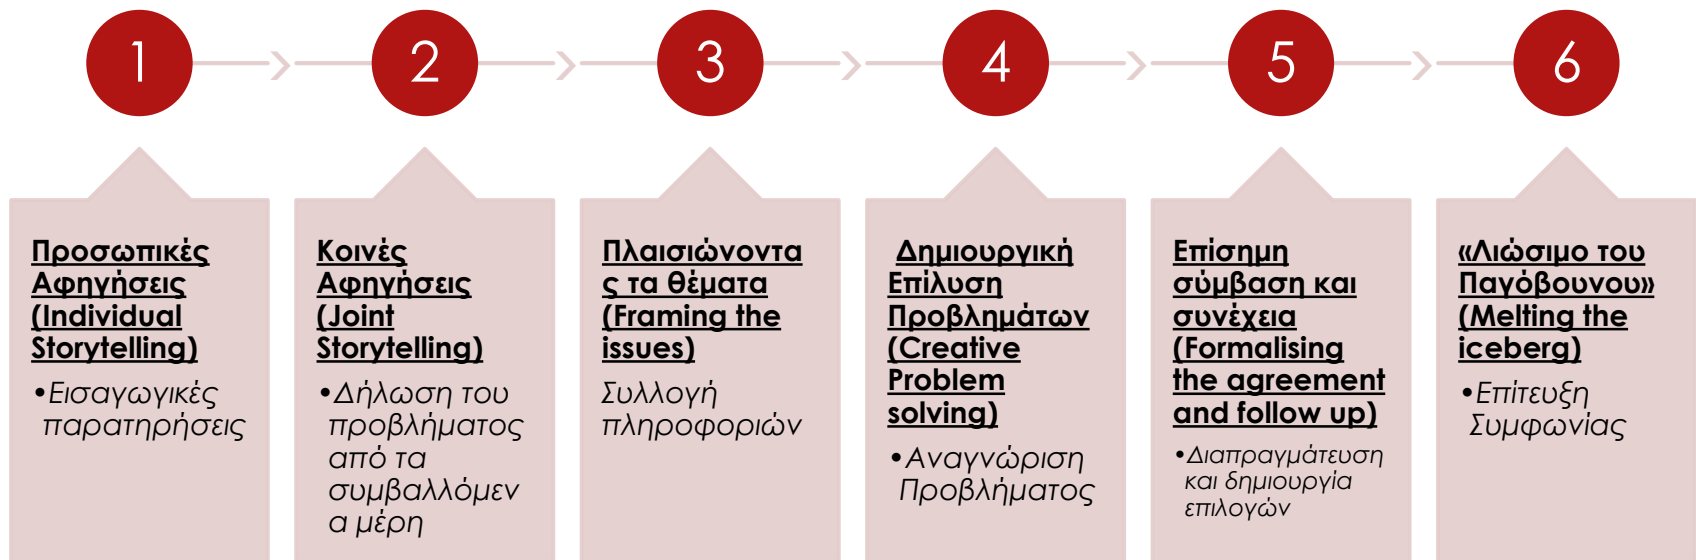 1
2
3
4
5
6
Προσωπικές
Αφηγήσεις
(Individual
Storytelling)
•Εισαγωγικές
παρατηρήσεις
Κοινές
Αφηγήσεις
(Joint
Storytelling)
•Δήλωση του
προβλήματος
από τα
συμβαλλόμεν
α μέρη
Πλαισιώνοντα
ς τα θέματα
(Framing the
issues)
Συλλογή
πληροφοριών
Δημιουργική
Επίλυση
Προβλημάτων
(Creative
Problem
solving)
•Αναγνώριση
Προβλήματος
Επίσημη
σύμβαση και
συνέχεια
(Formalising
the agreement
and follow up)
•Διαπραγμάτευση
και δημιουργία
επιλογών
«Λιώσιμο του
Παγόβουνου»
(Melting the
iceberg)
•Επίτευξη
Συμφωνίας